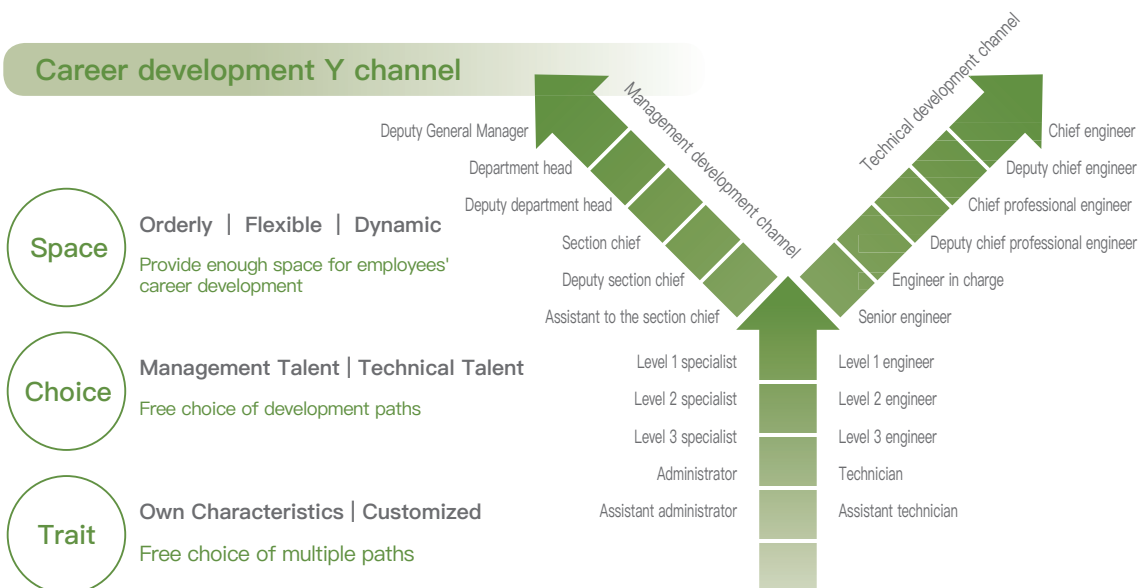 Career development Y channel
Space
Orderly | Flexible | Dynamic
Provide enough space for employees'
career development
Choice
Management Talent | Technical Talent
Free choice of development paths
Trait
Own Characteristics | Customized
Free choice of multiple paths
Management development channel
Deputy General Manager
Department head
Deputy department head
Section chief
Deputy section chief
Assistant to the section chief
Level 1 specialist
Level 2 specialist
Level 3 specialist
Administrator
Assistant administrator
Technical development channel
Chief engineer
Deputy chief engineer
Chief professional engineer
Deputy chief professional engineer
Engineer in charge
Senior engineer
Level 1 engineer
Level 2 engineer
Level 3 engineer
Technician
Assistant technician